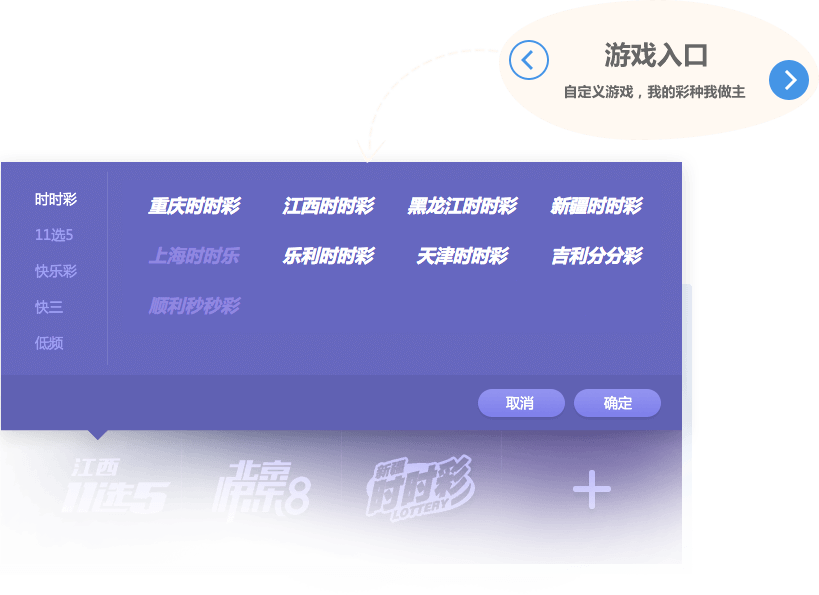 游戏入口
自定义游戏，我的彩种我做主
时时彩
11选5
快乐彩
快三
低频
重庆时时彩 江西时时彩 黑龙江时时彩 新疆时时彩
上海时时乐 乐利时时彩 天津时时彩 吉利分分彩
顺利秒秒彩
取消 确定
江西
11选5
北京
快乐8
新疆
时时彩
LOTTERY